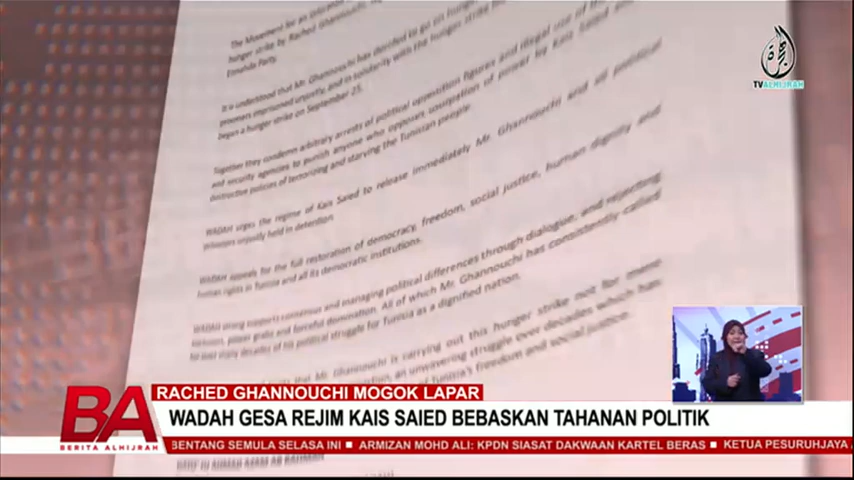 The Movement for an
hunger strike by Rached Ghannouchi,
Ennahda Party.
It is understood that Mr. Ghannouchi has decided to go on hunger
prisoners imprisoned unjustly, and in solidarity with the hunger strike
began a hunger strike on September 25.
Together they condemn arbitrary arrests of political opposition figures and illegal use of the
and security agencies to punish anyone who opposes usurpation of power by Kais Saied and
destructive policies of terrorizing and starving the Tunisian people.
WADAH urges the regime of Kais Saied to release immediately Mr. Ghannouchi and all political
prisoners unjustly held in detention.
WADAH appeals for the full restoration of democracy, freedom, social justice, human dignity and
human rights in Tunisia and all its democratic institutions.
WADAH strong supports consensus and managing political differences through dialogue, and rejecting
power grabs and forceful domination. All of which Mr. Ghannouchi has consistently called
for over many decades of his political struggle for Tunisia as a dignified nation.
that Mr. Ghannouchi is carrying out this hunger strike not for mere
an unwavering struggle over decades which has
of Tunisia's freedom and social justice.
TV ALHIJRAH
RACHED GHANNOUCHI MOGOK LAPAR
BA
BERITA ALHIJRAH
WADAH GESA REJIM KAIS SAIED BEBASKAN TAHANAN POLITIK
BENTANG SEMULA SELASA INI ■ ARMIZAN MOHD ALI: KPDN SIASAT DAKWAAN KARTEL BERAS ■ KETUA PESURUHJAYA